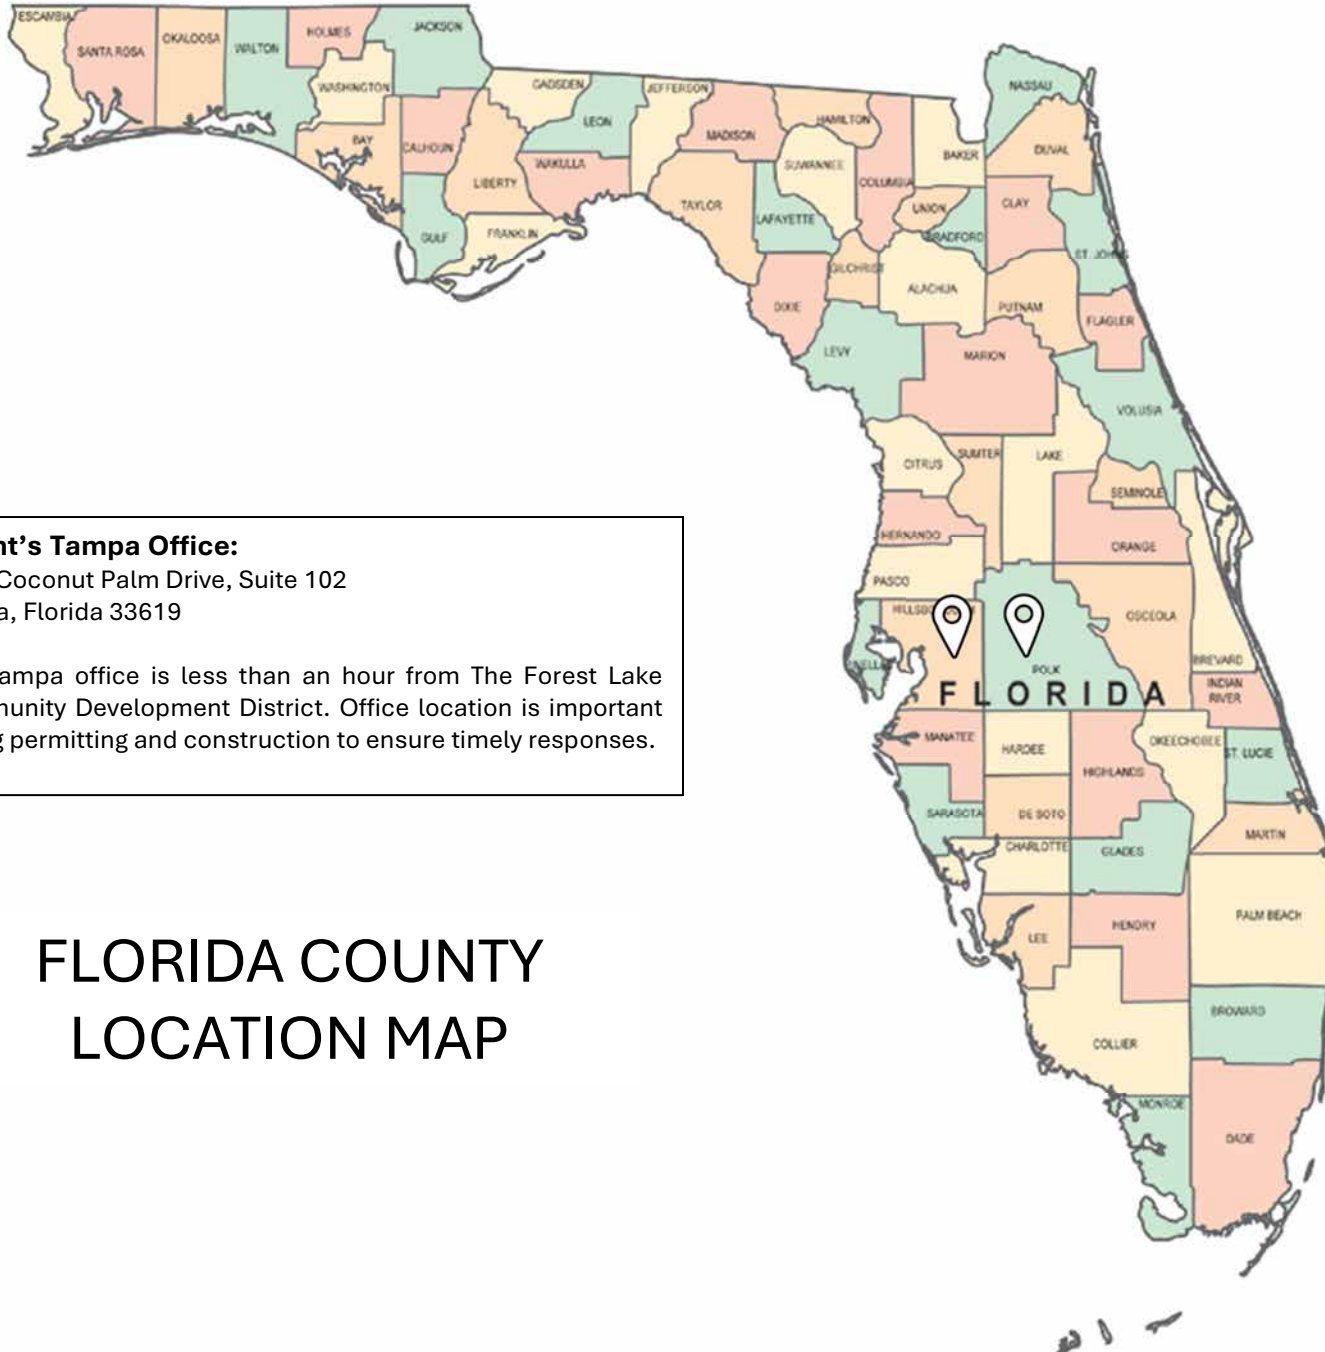 ESCAMBIA
SANTA ROSA
OKALOOSA
WALTON
HOLMES
JACKSON
WASHINGTON
BAY
CALHOUN
GULF
GADSDEN
LEON
LIBERTY
WAKULLA
FRANKLIN
JEFFERSON
MADISON
TAYLOR
HAMILTON
SUWANNEE
LAFAYETTE
COLUMBIA
BAKER
UNION
BRADFORD
NASSAU
DUVAL
CLAY
ST. JOHNS
DIXIE
GILCHRIST
ALACHUA
PUTNAM
FLAGLER
LEVY
MARION
VOLUSIA
CITRUS
SUMTER
LAKE
SEMINOLE
HERNANDO
ORANGE
PASCO
HILLSBO
OSCEOLA
NELLA
POLK
BREVARD
FLORIDA
INDIAN
RIVER
MANATEE
HARDEE
HIGHLANDS
OKEECHOBEE
ST. LUCIE
SARASOTA
DE SOTO
MARTIN
CHARLOTTE
GLADES
LEE
HENDRY
PALM BEACH
COLLIER
BROWARD
MONROE
DADE
nt's Tampa Office:
Coconut Palm Drive, Suite 102
a, Florida 33619
ampa office is less than an hour from The Forest Lake
munity Development District. Office location is important
g permitting and construction to ensure timely responses.
FLORIDA COUNTY
LOCATION MAP